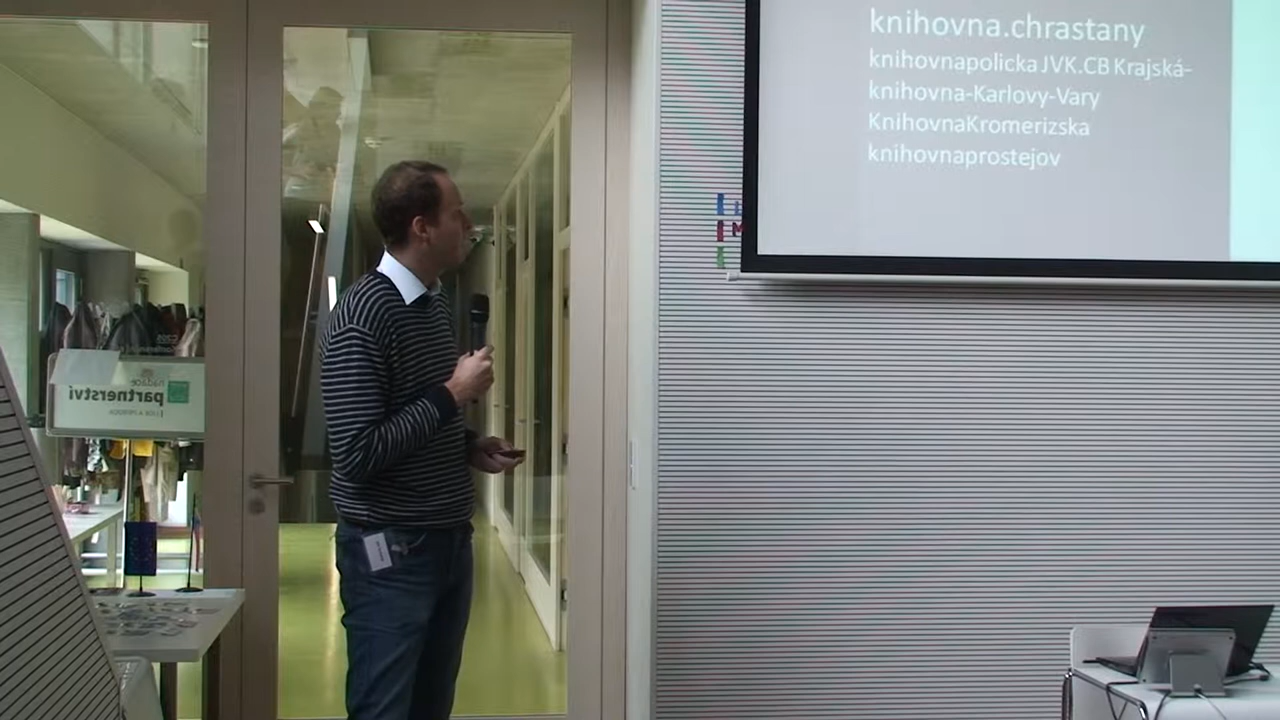 knihovna.chrastany
knihovnapolicka JVK.CB Krajská-
knihovna-Karlovy-Vary
KnihovnaKromerizska
knihovnaprostejov
nadace
partnerství